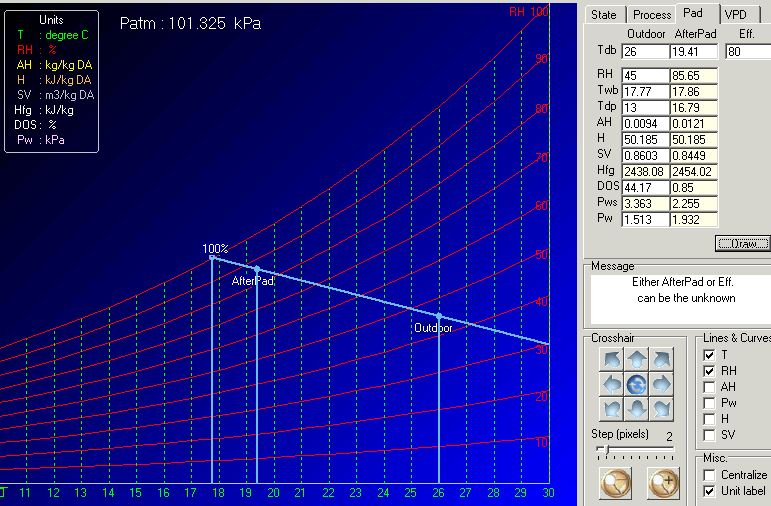 Units
T : degree C
RH : %
AH : kg/kg DA
H : kJ/kg DA
SV : m3/kg DA
Hfg : kJ/kg
DOS : %
Pw : kPa
Patm : 101.325 kPa
RH 100
90
80
70
60
50
40
30
20
10
100%
AfterPad
Outdoor
11 12 13 14 15 16 17 18 19 20 21 22 23 24 25 26 27 28 29 30
State Process Pad VPD
Outdoor AfterPad Eff.
Tdb 26 19.41 80
RH 45 85.65
Twb 17.77 17.86
Tdp 13 16.79
AH 0.0094 0.0121
H 50.185 50.185
SV 0.8603 0.8449
Hfg 2438.08 2454.02
DOS 44.17 0.85
Pws 3.363 2.255
Pw 1.513 1.932
Draw
Message
Either AfterPad or Eff.
can be the unknown
Crosshair
Step (pixels) 2
Lines & Curves
T
RH
AH
Pw
H
SV
Misc.
Centralize
Unit label